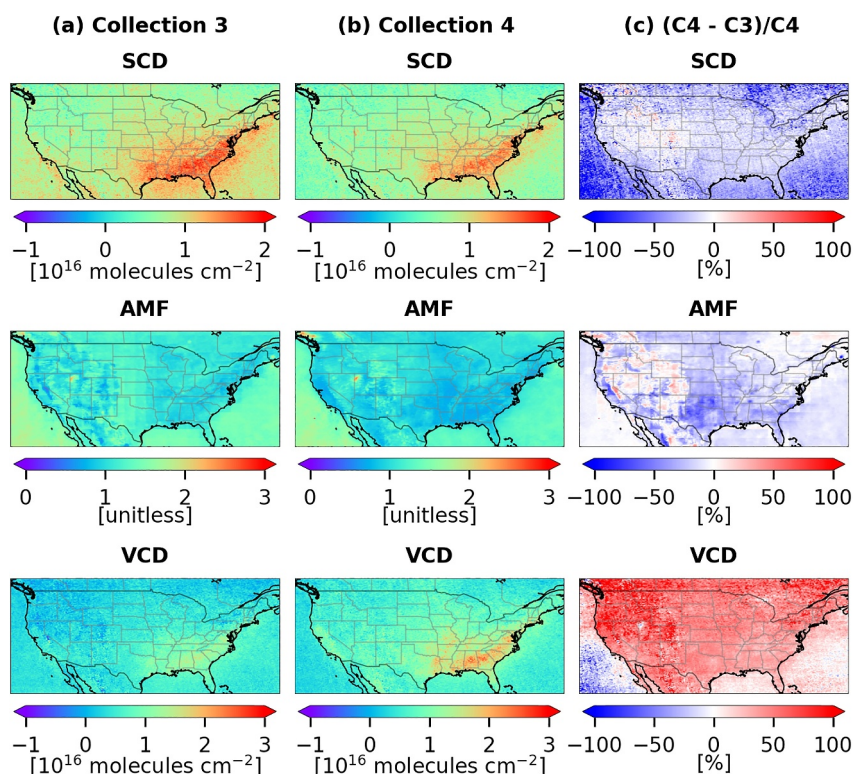 (a) Collection 3 (b) Collection 4 (c) (C4 - C3)/C4
SCD SCD SCD
−1 0 1 2 −1 0 1 2 −100 −50 0 50 100
[10¹⁶ molecules cm⁻²] [10¹⁶ molecules cm⁻²] [%]
AMF AMF AMF
0 1 2 3 0 1 2 3 −100 −50 0 50 100
[unitless] [unitless] [%]
VCD VCD VCD
−1 0 1 2 3 −1 0 1 2 3 −100 −50 0 50 100
[10¹⁶ molecules cm⁻²] [10¹⁶ molecules cm⁻²] [%]